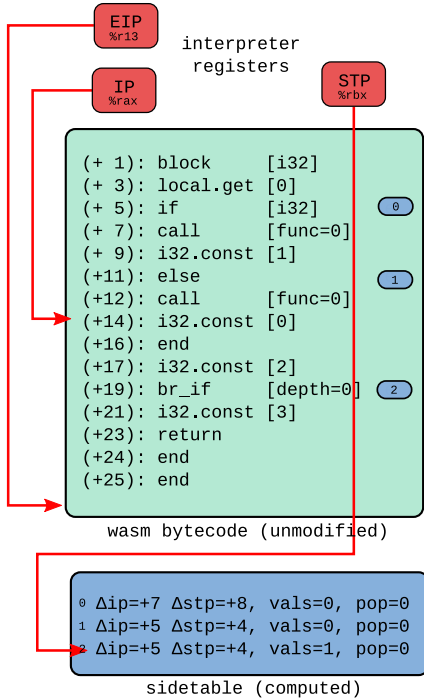 EIP
%r13
interpreter
registers
IP
%rax
STP
%rbx
(+ 1): block [i32]
(+ 3): local.get [0]
(+ 5): if [i32] 0
(+ 7): call [func=0]
(+ 9): i32.const [1]
(+11): else 1
(+12): call [func=0]
(+14): i32.const [0]
(+16): end
(+17): i32.const [2]
(+19): br_if [depth=0] 2
(+21): i32.const [3]
(+23): return
(+24): end
(+25): end
wasm bytecode (unmodified)
0 Δip=+7 Δstp=+8, vals=0, pop=0
1 Δip=+5 Δstp=+4, vals=0, pop=0
2 Δip=+5 Δstp=+4, vals=1, pop=0
sidetable (computed)